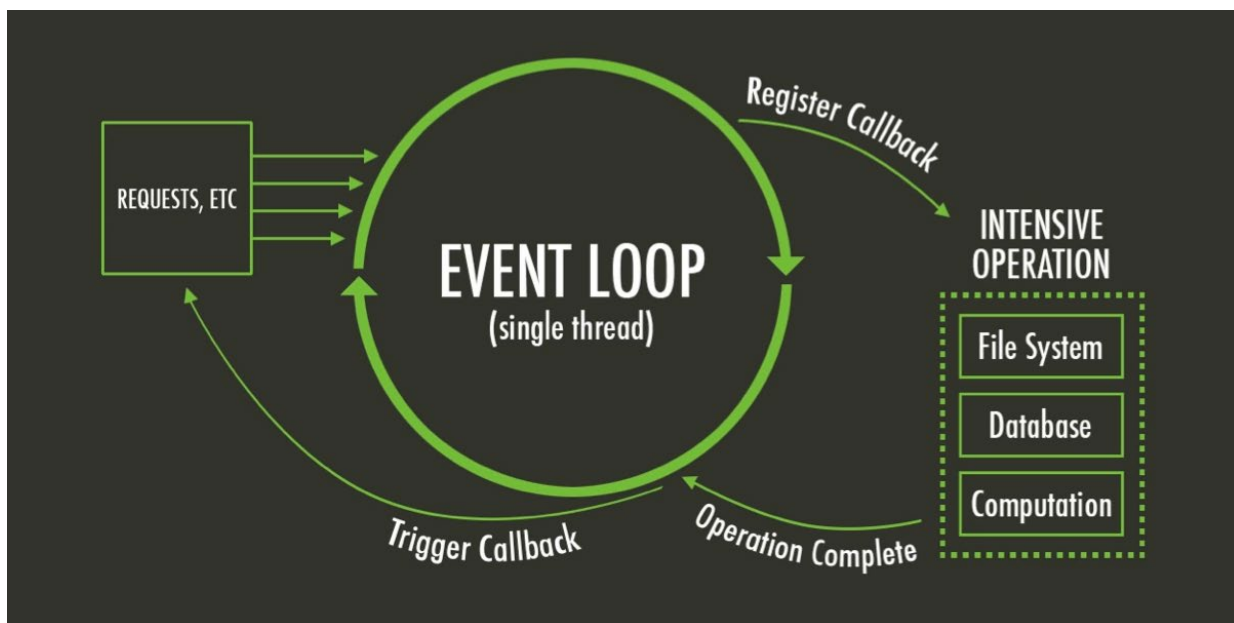 REQUESTS, ETC
EVENT LOOP
(single thread)
Register Callback
INTENSIVE
OPERATION
File System
Database
Computation
Operation Complete
Trigger Callback